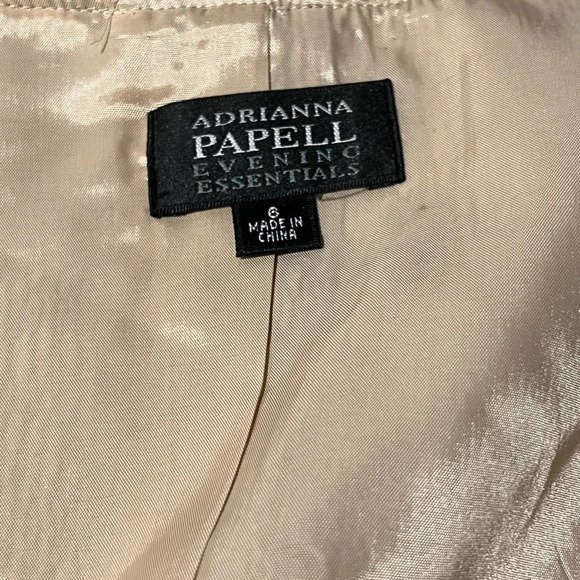 ADRIANNA
PAPELL
EVENING
ESSENTIALS
6
MADE IN
CHINA